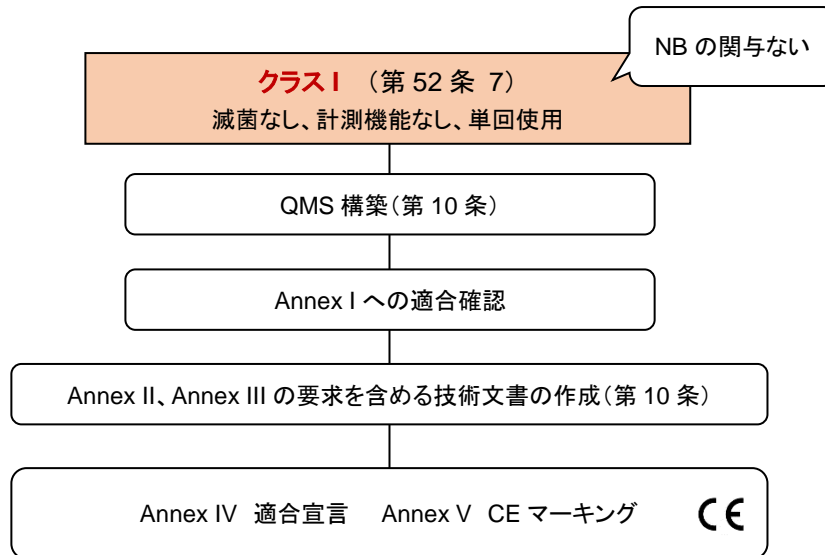 NB の関与ない
クラス I （第 52 条 7）
滅菌なし、計測機能なし、単回使用
QMS 構築（第 10 条）
Annex I への適合確認
Annex II、Annex III の要求を含める技術文書の作成（第 10 条）
Annex IV 適合宣言 Annex V CE マーキング CE